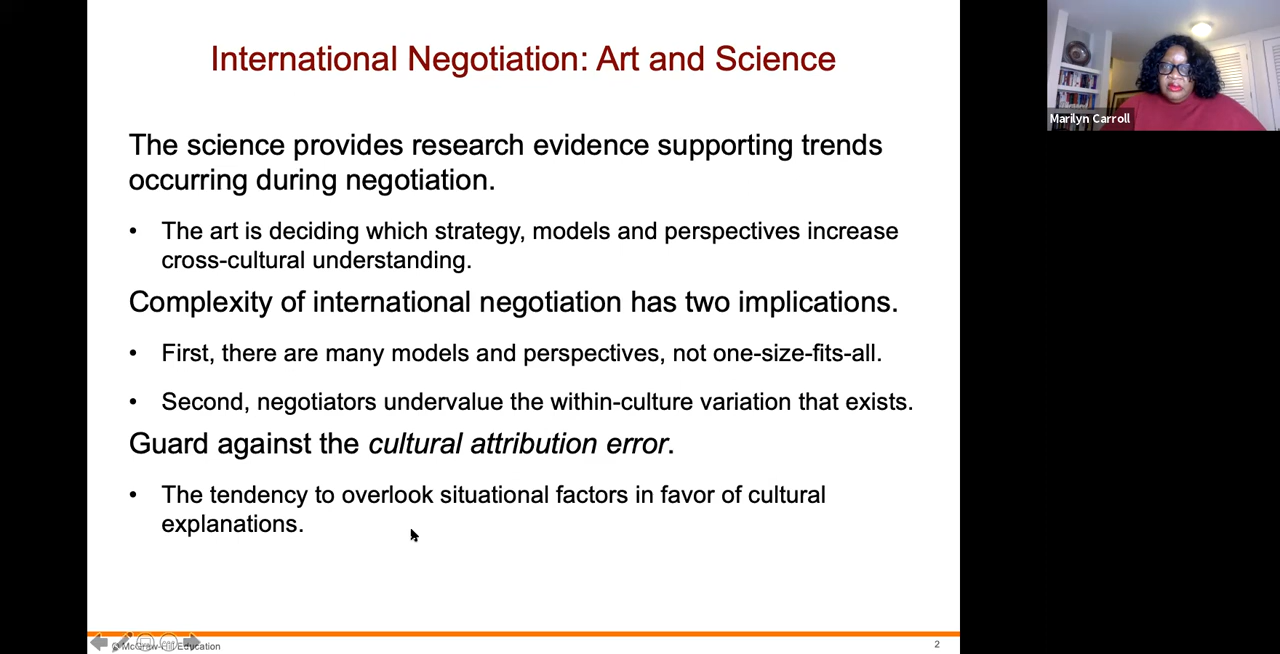 International Negotiation: Art and Science
The science provides research evidence supporting trends
occurring during negotiation.
• The art is deciding which strategy, models and perspectives increase
cross-cultural understanding.
Complexity of international negotiation has two implications.
• First, there are many models and perspectives, not one-size-fits-all.
• Second, negotiators undervalue the within-culture variation that exists.
Guard against the cultural attribution error.
• The tendency to overlook situational factors in favor of cultural
explanations.
© McGraw-Hill Education
2
Marilyn Carroll